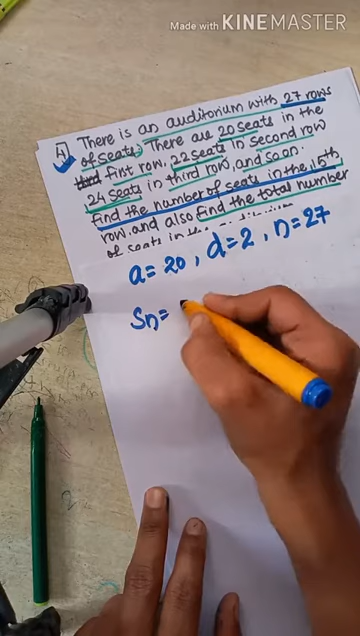 Made with KINEMASTER
A) There is an auditorium with 27 rows
of seats. There are 20 seats in the
first row, 22 seats in second row
24 seats in third row, and so on.
Find the number of seats in the 15th
row, and also find the total number
of seats in the
a = 20, d = 2, n = 27
Sn =